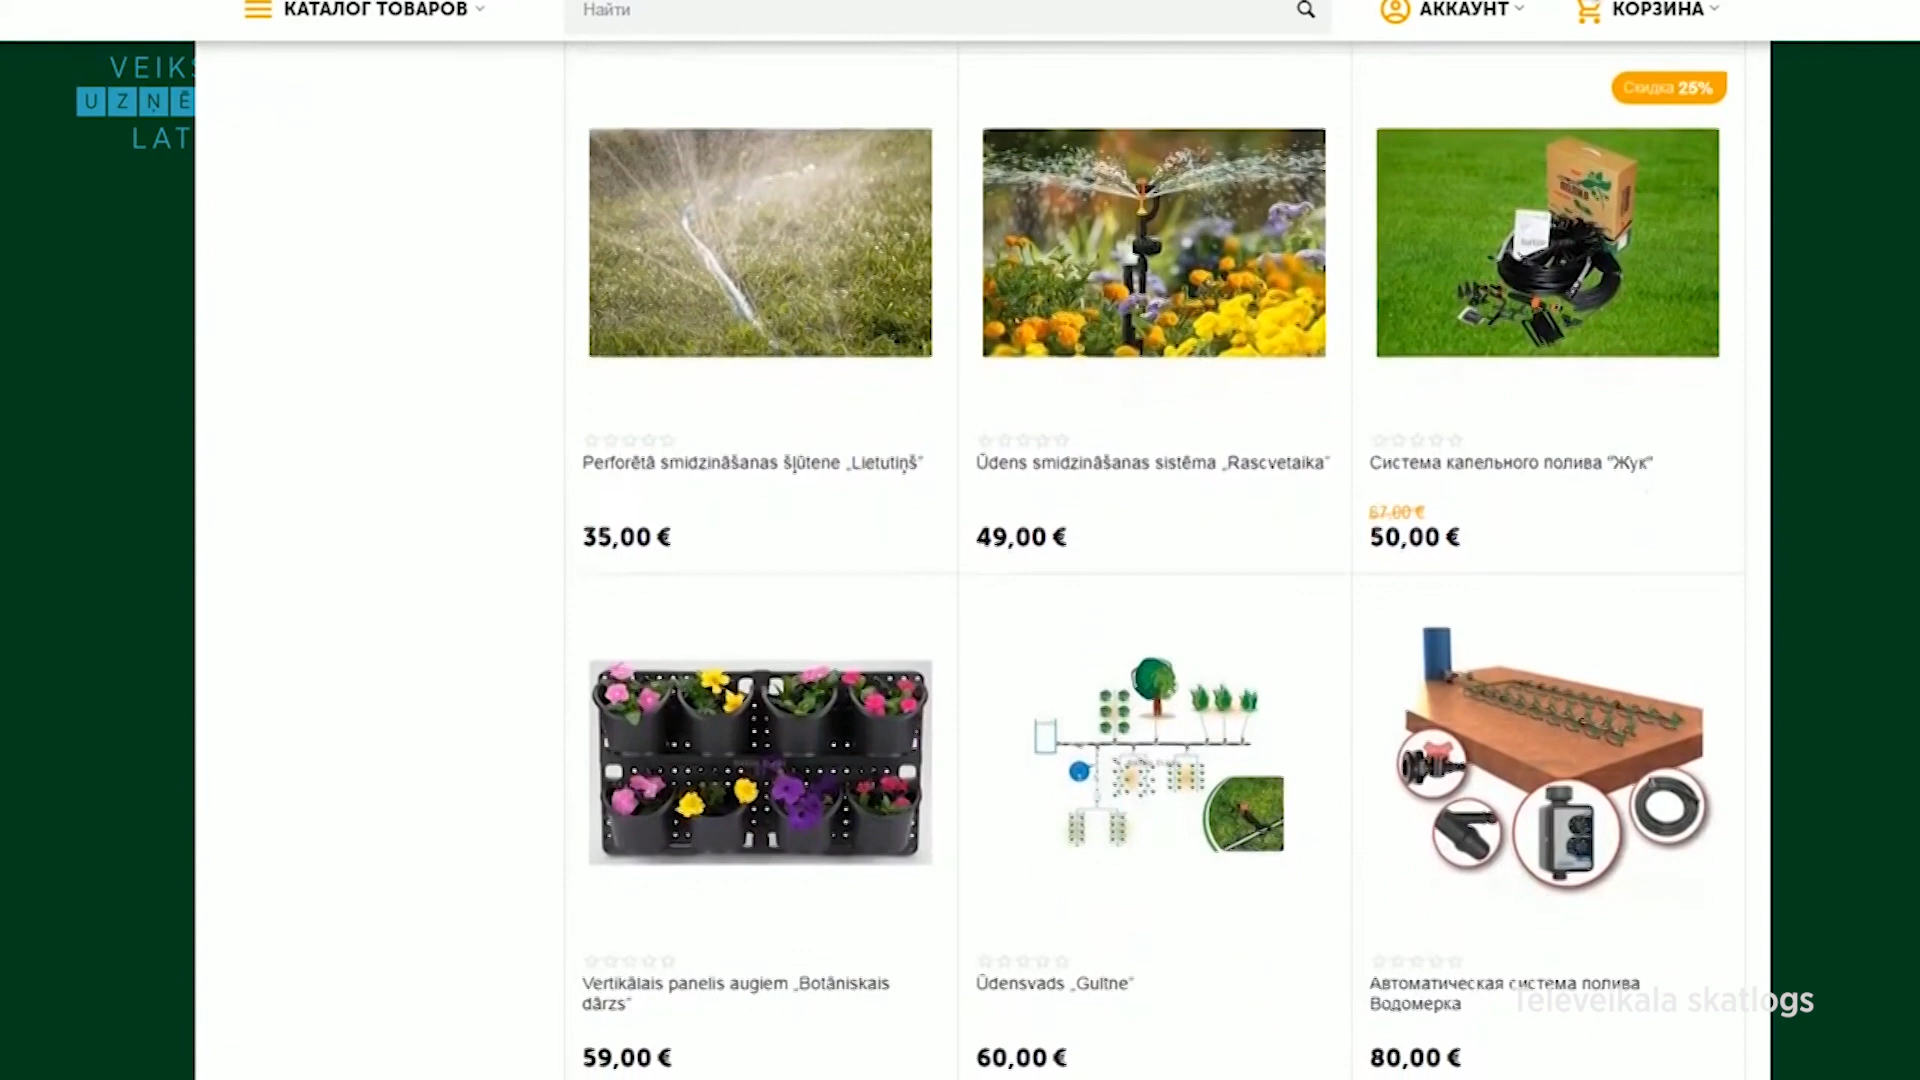 КАТАЛОГ ТОВАРОВ
Найти
АККАУНТ
КОРЗИНА
VEIKS
UZŅĒ
LAT
Скидка 25%
Perforētā smidzināšanas šļūtene „Lietutiņš“
35,00 €
Ūdens smidzināšanas sistēma „Rascvetaika“
49,00 €
Система капельного полива "Жук"
67,00 €
50,00 €
Vertikālais panelis augiem „Botāniskais
dārzs“
59,00 €
Ūdensvads „Gultne“
60,00 €
Автоматическая система полива
Водомерка
80,00 €
Televeikala skatlogs